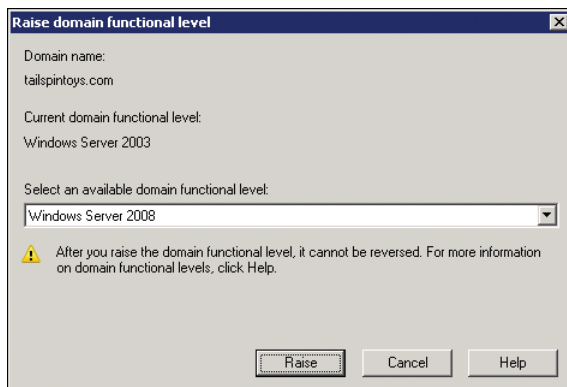 Raise domain functional level
Domain name:
tailspintoys.com
Current domain functional level:
Windows Server 2003
Select an available domain functional level:
Windows Server 2008
After you raise the domain functional level, it cannot be reversed. For more information
on domain functional levels, click Help.
Raise
Cancel
Help